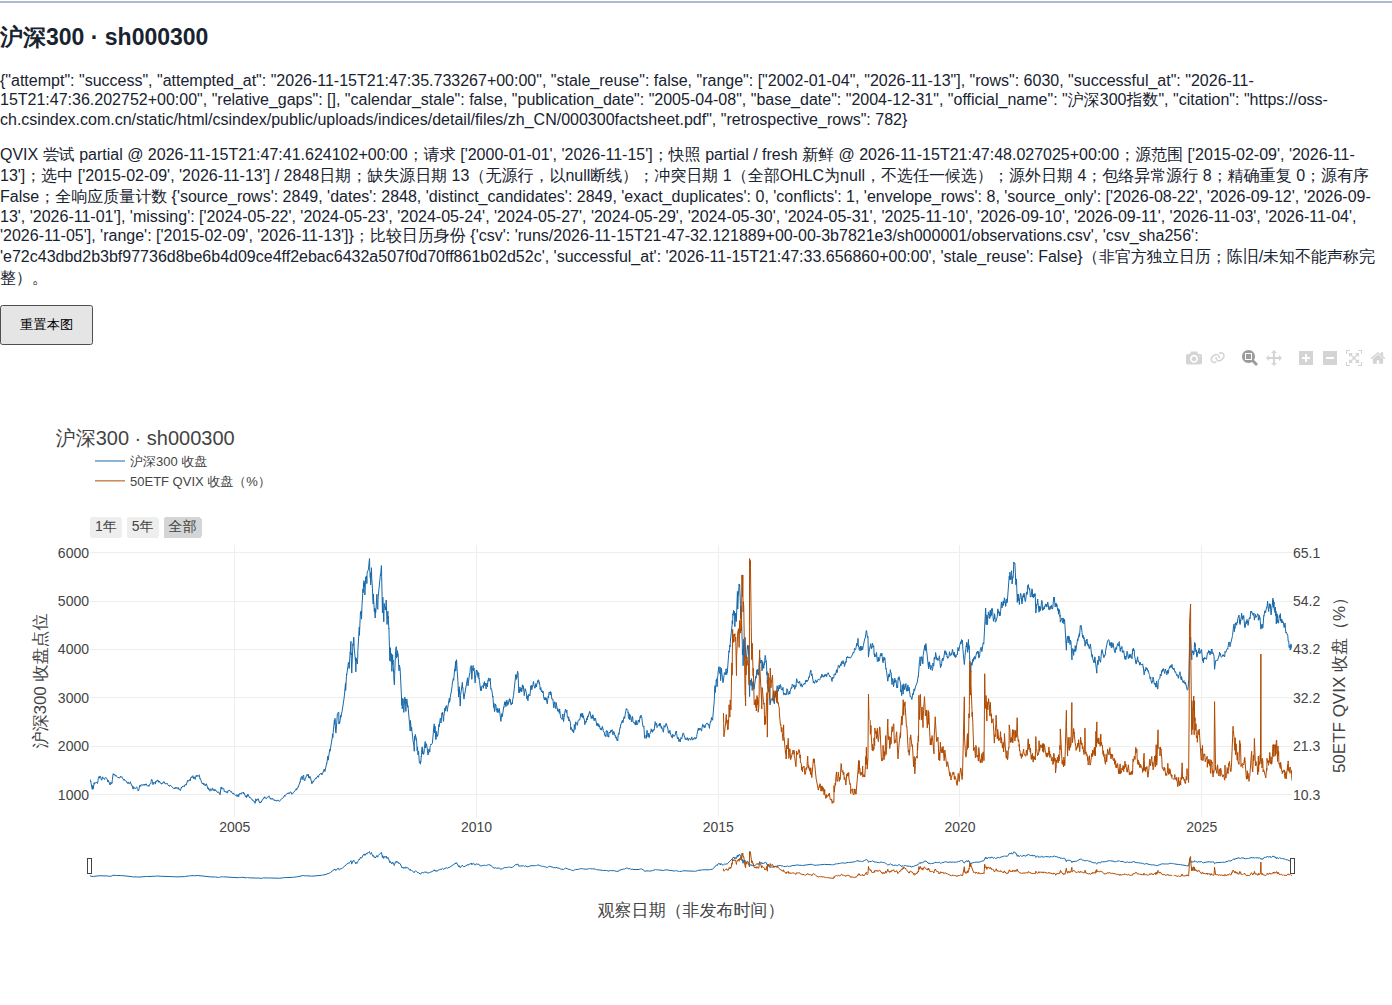 沪深300 · sh000300
{"attempt": "success", "attempted_at": "2026-11-15T21:47:35.733267+00:00", "stale_reuse": false, "range": ["2002-01-04", "2026-11-13"], "rows": 6030, "successful_at": "2026-11-
15T21:47:36.202752+00:00", "relative_gaps": [], "calendar_stale": false, "publication_date": "2005-04-08", "base_date": "2004-12-31", "official_name": "沪深300指数", "citation": "https://oss-
ch.csindex.com.cn/static/html/csindex/public/uploads/indices/detail/files/zh_CN/000300factsheet.pdf", "retrospective_rows": 782}
QVIX 尝试 partial @ 2026-11-15T21:47:41.624102+00:00；请求 ['2000-01-01', '2026-11-15']；快照 partial / fresh 新鲜 @ 2026-11-15T21:47:48.027025+00:00；源范围 ['2015-02-09', '2026-11-
13']；选中 ['2015-02-09', '2026-11-13'] / 2848日期；缺失源日期 13（无源行，以null断线）；冲突日期 1（全部OHLC为null，不选任一候选）；源外日期 4；包络异常源行 8；精确重复 0；源有序
False；全响应质量计数 {'source_rows': 2849, 'dates': 2848, 'distinct_candidates': 2849, 'exact_duplicates': 0, 'conflicts': 1, 'envelope_rows': 8, 'source_only': ['2026-08-22', '2026-09-12', '2026-09-
13', '2026-11-01'], 'missing': ['2024-05-22', '2024-05-23', '2024-05-24', '2024-05-27', '2024-05-29', '2024-05-30', '2024-05-31', '2025-11-10', '2026-09-10', '2026-09-11', '2026-11-03', '2026-11-04',
'2026-11-05'], 'range': ['2015-02-09', '2026-11-13']}；比较日历身份 {'csv': 'runs/2026-11-15T21-47-32.121889+00-00-3b7821e3/sh000001/observations.csv', 'csv_sha256':
'e72c43dbd2b3bf97736d8be6b4d09ce4ff2ebac6432a507f0d70ff861b02d52c', 'successful_at': '2026-11-15T21:47:33.656860+00:00', 'stale_reuse': False}（非官方独立日历；陈旧/未知不能声称完
整）。
重置本图
沪深300 · sh000300
沪深300 收盘
50ETF QVIX 收盘（%）
1年 5年 全部
6000 65.1
5000 54.2
4000 43.2
3000 32.2
2000 21.3
1000 10.3
沪深300 收盘点位
50ETF QVIX 收盘（%）
2005 2010 2015 2020 2025
观察日期（非发布时间）